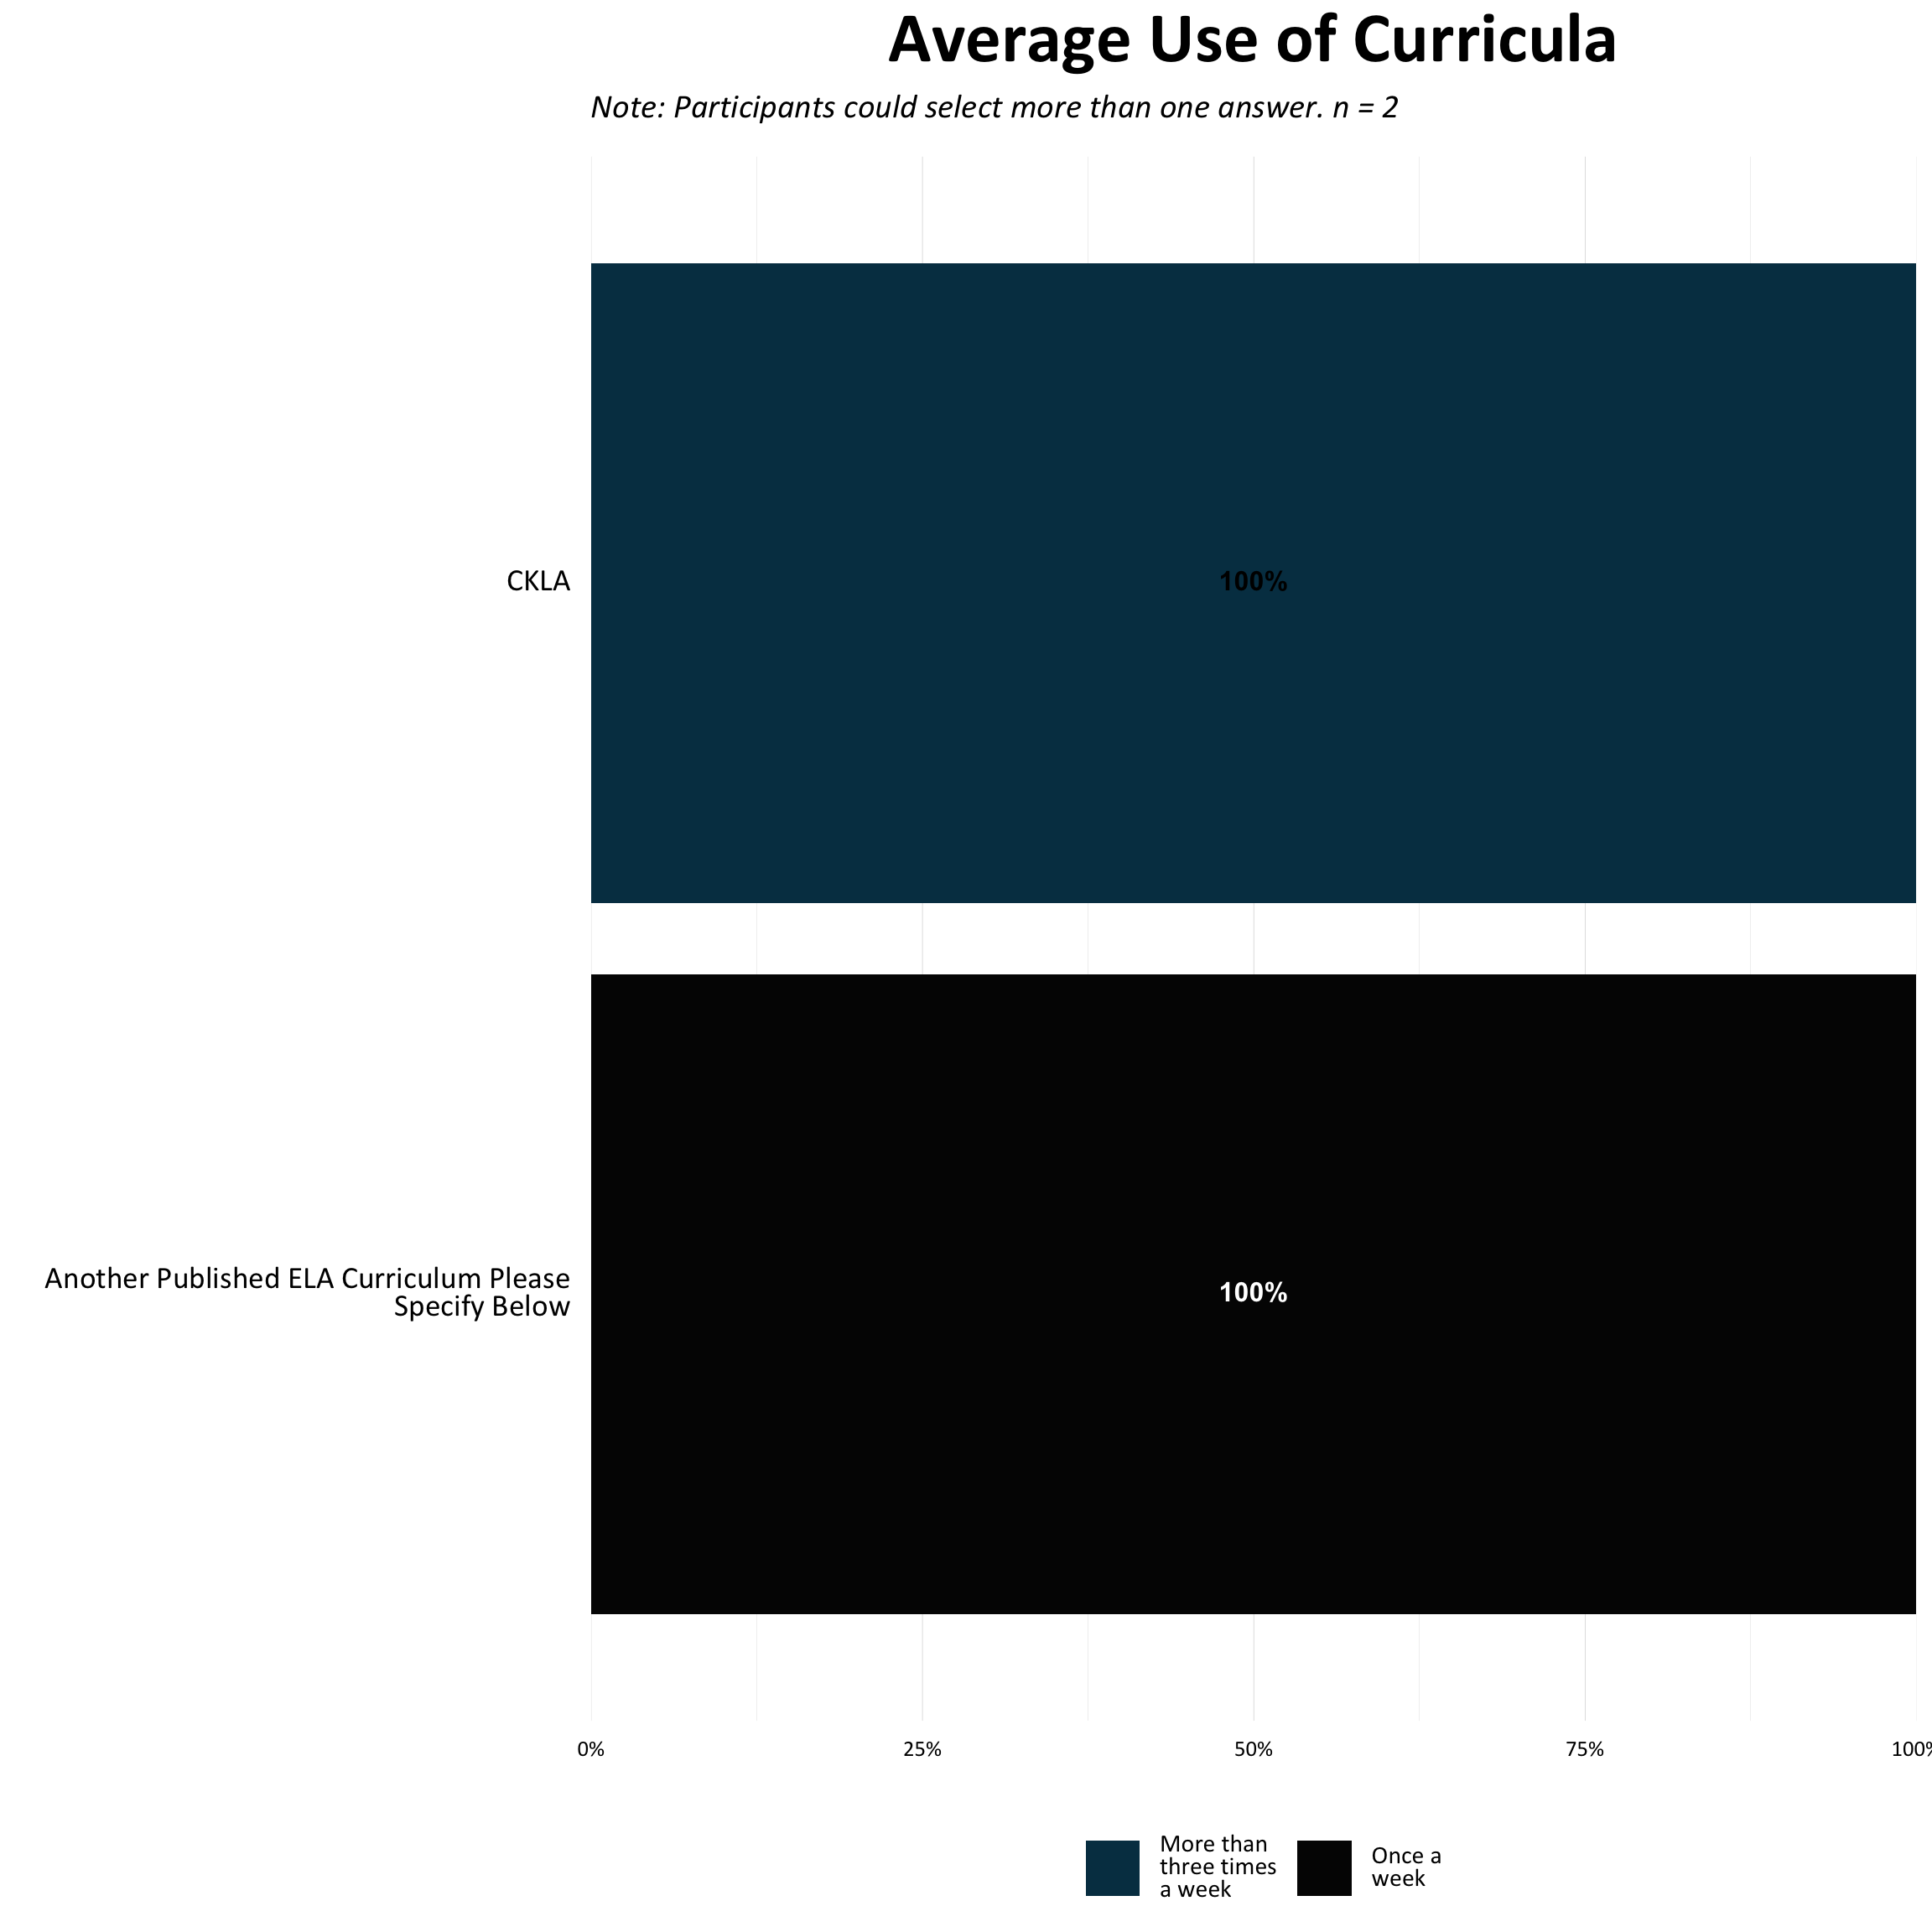 Average Use of Curricula
Note: Participants could select more than one answer. n = 2
CKLA
100%
Another Published ELA Curriculum Please
Specify Below
100%
0%
25%
50%
75%
100%
More than
three times
a week
Once a
week